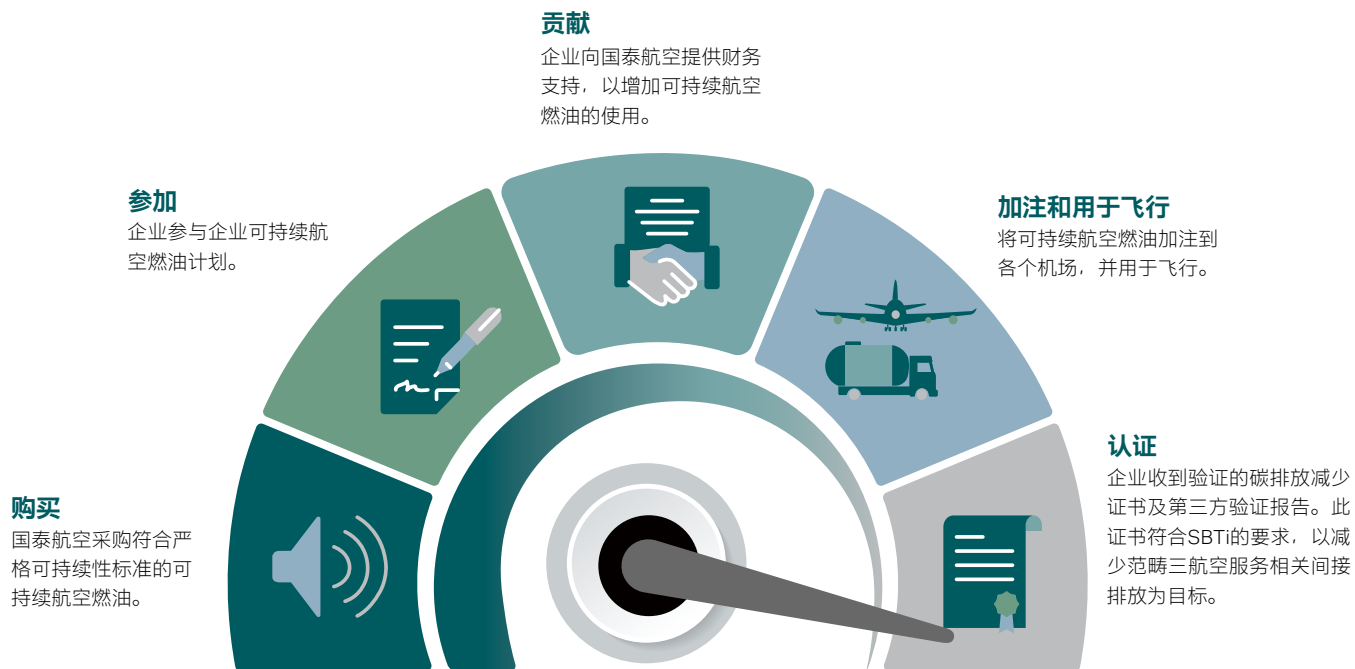 贡献
企业向国泰航空提供财务
支持，以增加可持续航空
燃油的使用。
参加
企业参与企业可持续航
空燃油计划。
加注和用于飞行
将可持续航空燃油加注到
各个机场，并用于飞行。
购买
国泰航空采购符合严
格可持续性标准的可
持续航空燃油。
认证
企业收到验证的碳排放减少
证书及第三方验证报告。此
证书符合SBTi的要求，以减
少范畴三航空服务相关间接
排放为目标。